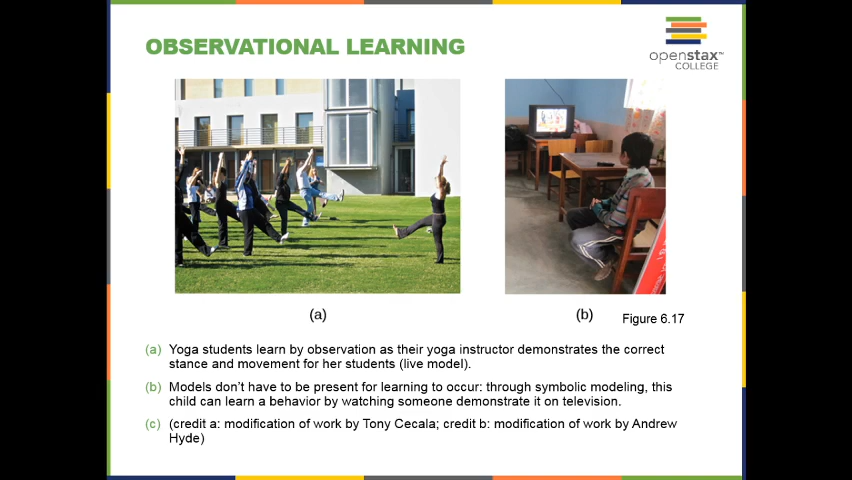 OBSERVATIONAL LEARNING
openstax™
COLLEGE
(a)
(b)
Figure 6.17
(a) Yoga students learn by observation as their yoga instructor demonstrates the correct
stance and movement for her students (live model).
(b) Models don’t have to be present for learning to occur: through symbolic modeling, this
child can learn a behavior by watching someone demonstrate it on television.
(c) (credit a: modification of work by Tony Cecala; credit b: modification of work by Andrew
Hyde)